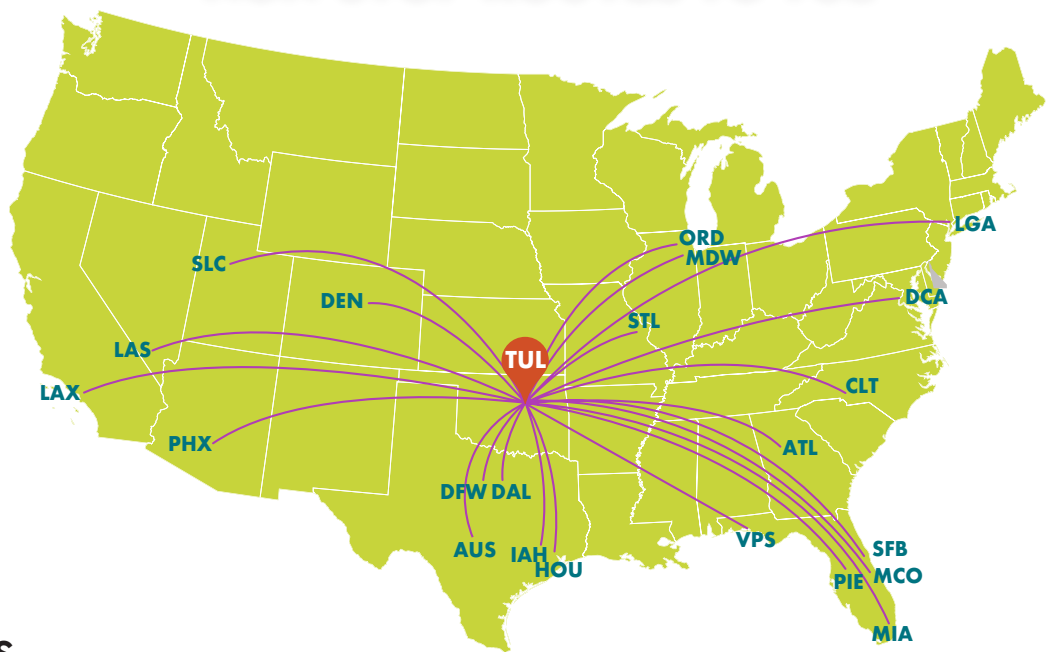 LGA
ORD
MDW
SLC
DEN
DCA
STL
LAS
TUL
LAX
CLT
PHX
ATL
DFW DAL
VPS
AUS
IAH
HOU
SFB
MCO
PIE
MIA